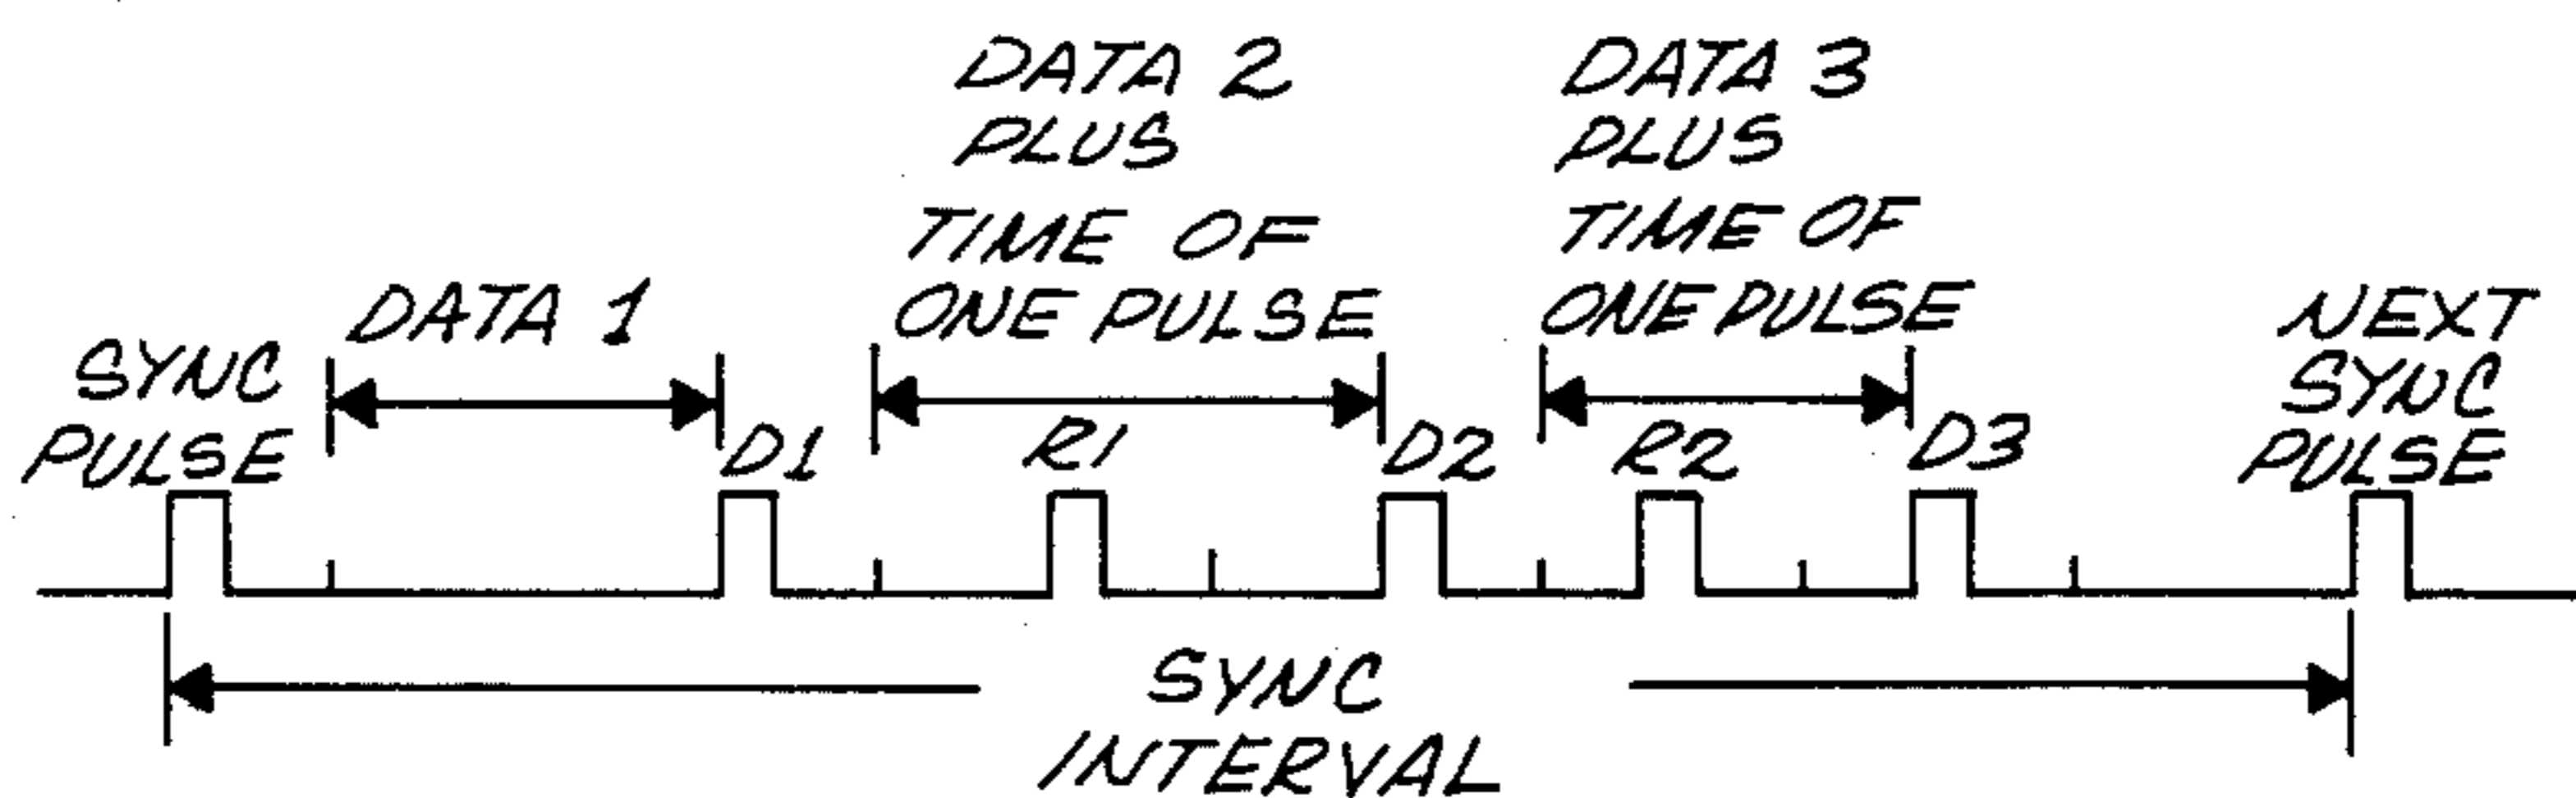 SYNC
PULSE
DATA 1
D1
DATA 2
PLUS
TIME OF
ONE PULSE
R1
D2
DATA 3
PLUS
TIME OF
ONE PULSE
R2
D3
NEXT
SYNC
PULSE
SYNC
INTERVAL